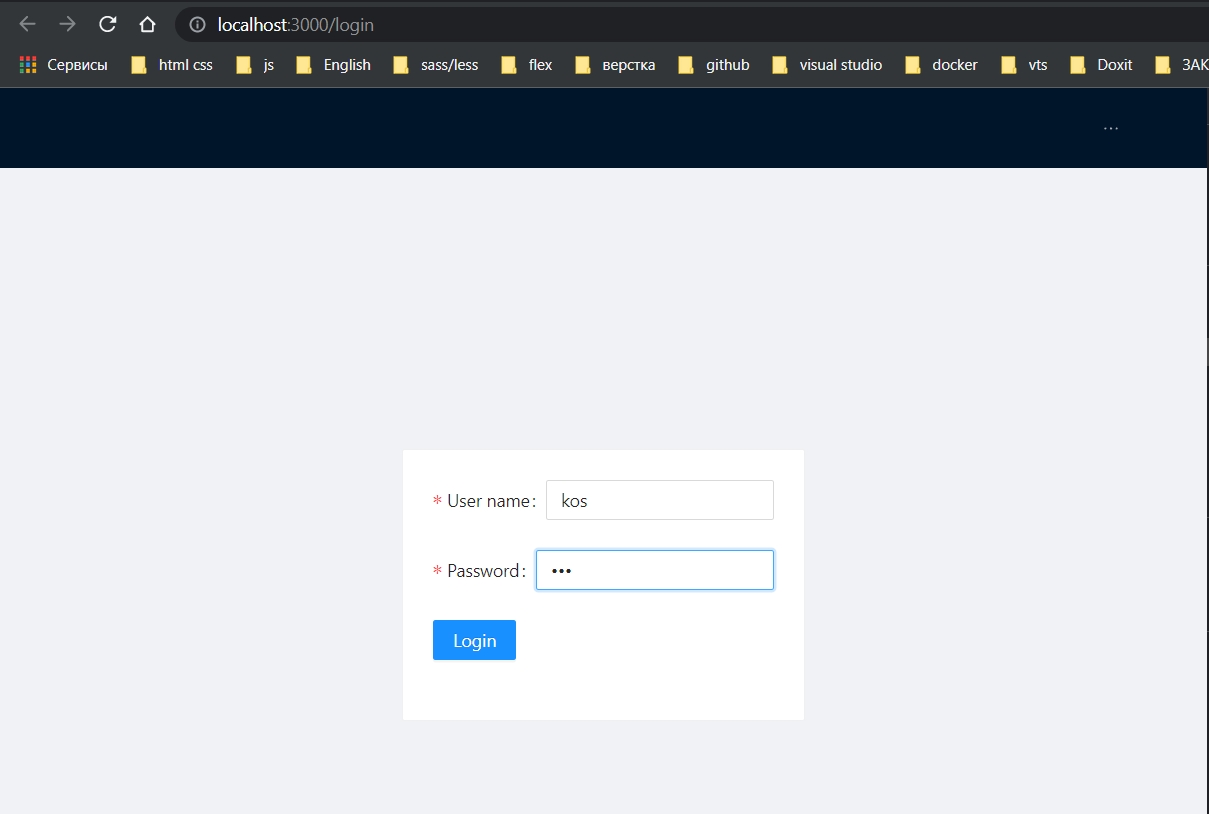 localhost:3000/login
Сервисы html css js English sass/less flex верстка github visual studio docker vts Doxit ЗАК
...
* User name: kos
* Password: •••
Login